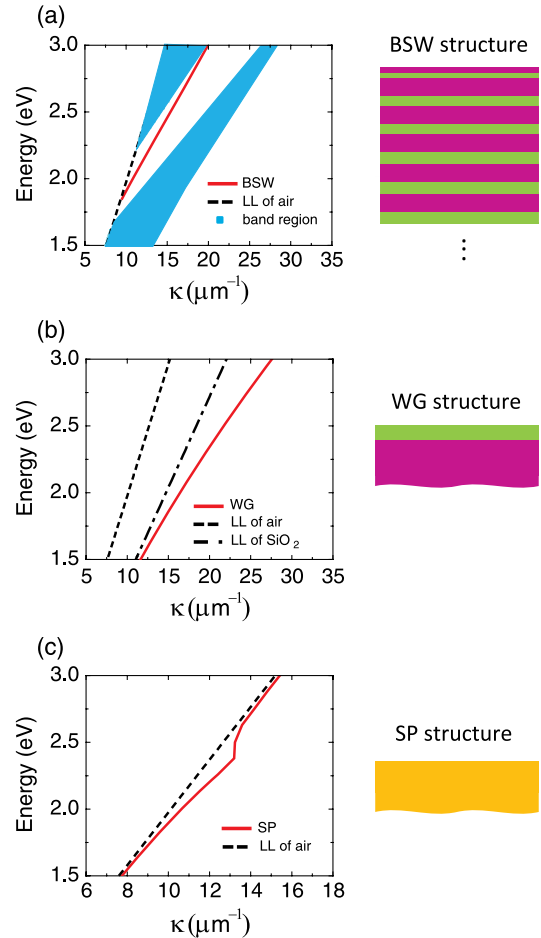 (a)
BSW structure
3.0
2.5
2.0
1.5
Energy (eV)
BSW
LL of air
band region
5 10 15 20 25 30 35
κ (μm⁻¹)
⋮
(b)
WG structure
3.0
2.5
2.0
1.5
Energy (eV)
WG
LL of air
LL of SiO₂
5 10 15 20 25 30 35
κ (μm⁻¹)
(c)
SP structure
3.0
2.5
2.0
1.5
Energy (eV)
SP
LL of air
6 8 10 12 14 16 18
κ (μm⁻¹)